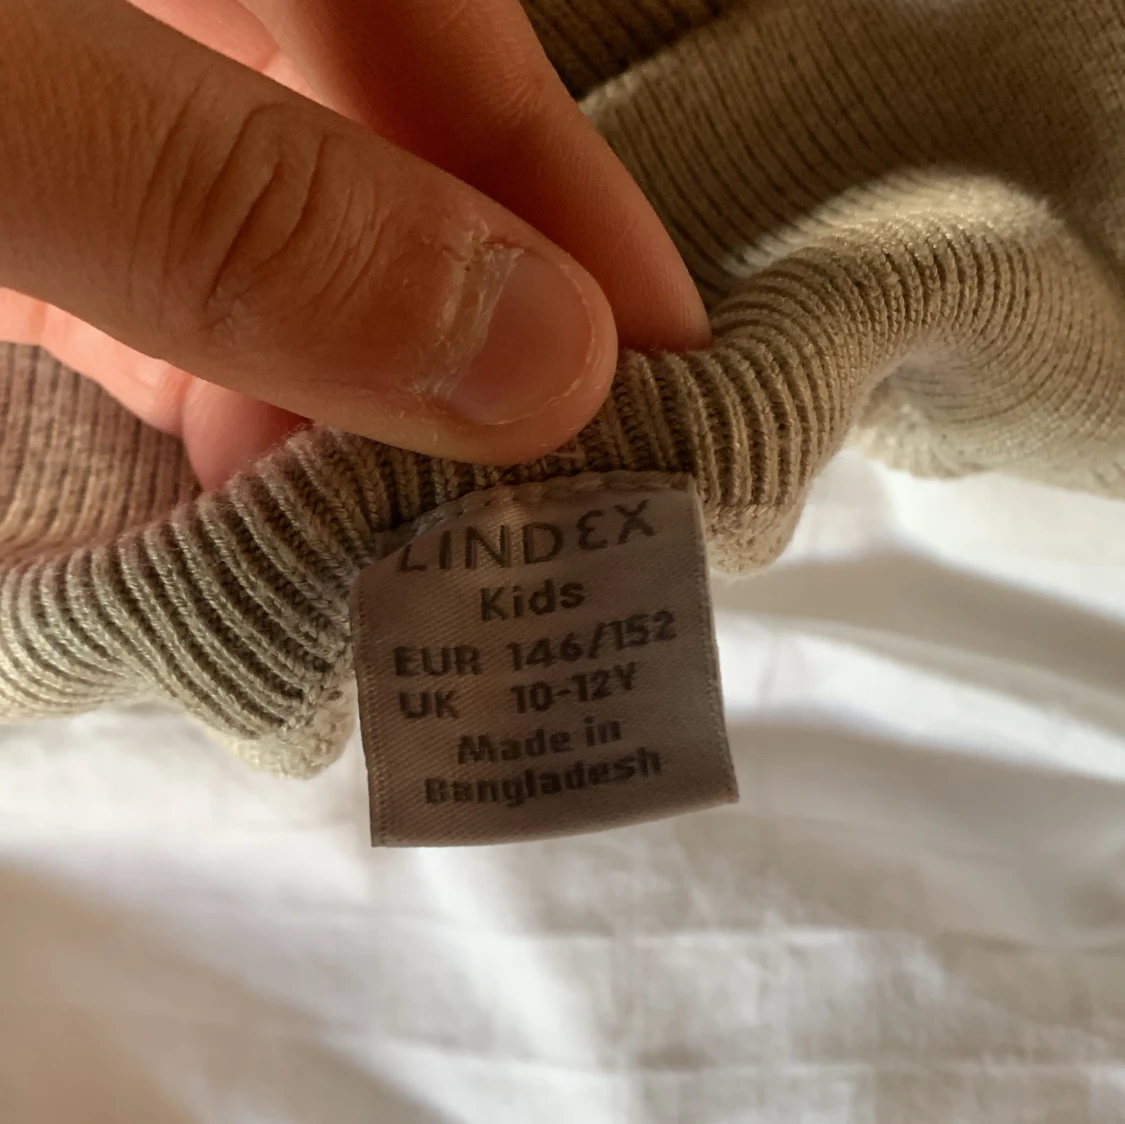 LINDEX
Kids
EUR 146/152
UK 10-12Y
Made in
Bangladesh